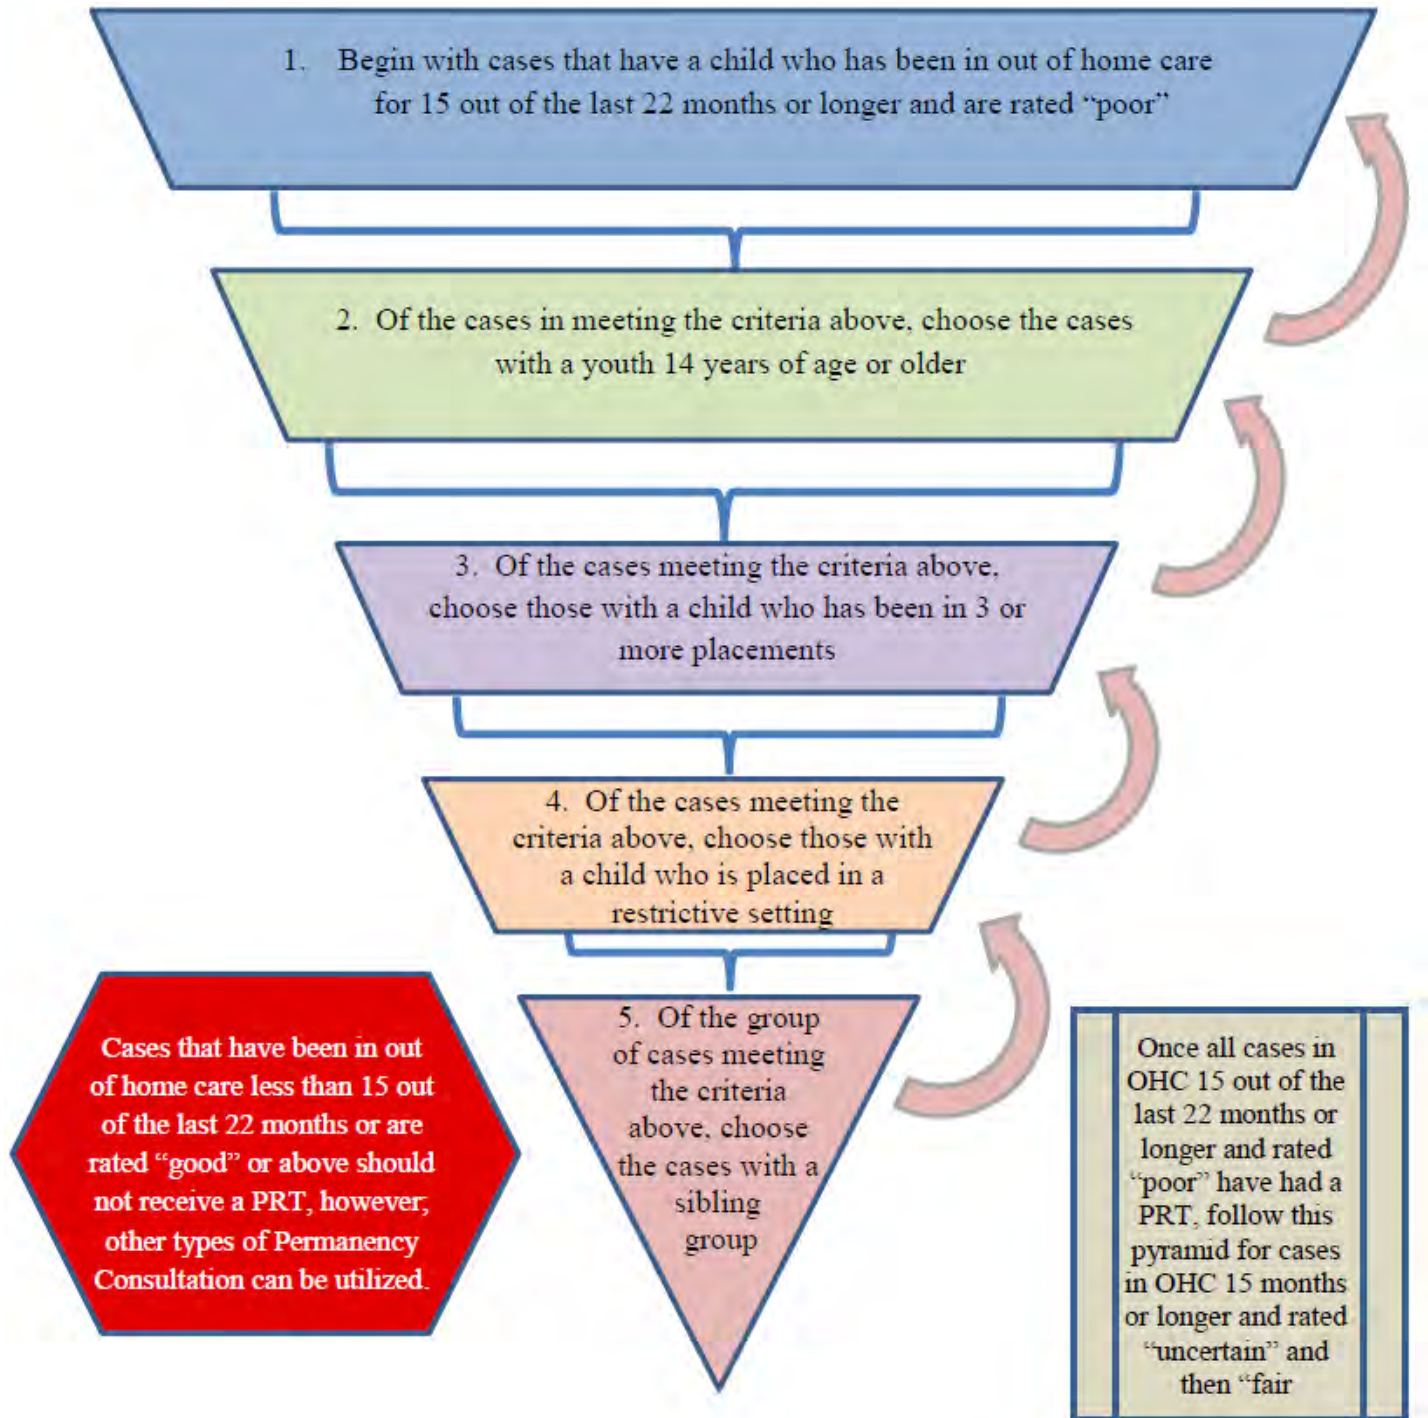 1. Begin with cases that have a child who has been in out of home care
for 15 out of the last 22 months or longer and are rated “poor”
2. Of the cases in meeting the criteria above, choose the cases
with a youth 14 years of age or older
3. Of the cases meeting the criteria above,
choose those with a child who has been in 3 or
more placements
4. Of the cases meeting the
criteria above, choose those with
a child who is placed in a
restrictive setting
5. Of the group
of cases meeting
the criteria
above, choose
the cases with a
sibling
group
Cases that have been in out
of home care less than 15 out
of the last 22 months or are
rated “good” or above should
not receive a PRT, however;
other types of Permanency
Consultation can be utilized.
Once all cases in
OHC 15 out of the
last 22 months or
longer and rated
“poor” have had a
PRT, follow this
pyramid for cases
in OHC 15 months
or longer and rated
“uncertain” and
then “fair